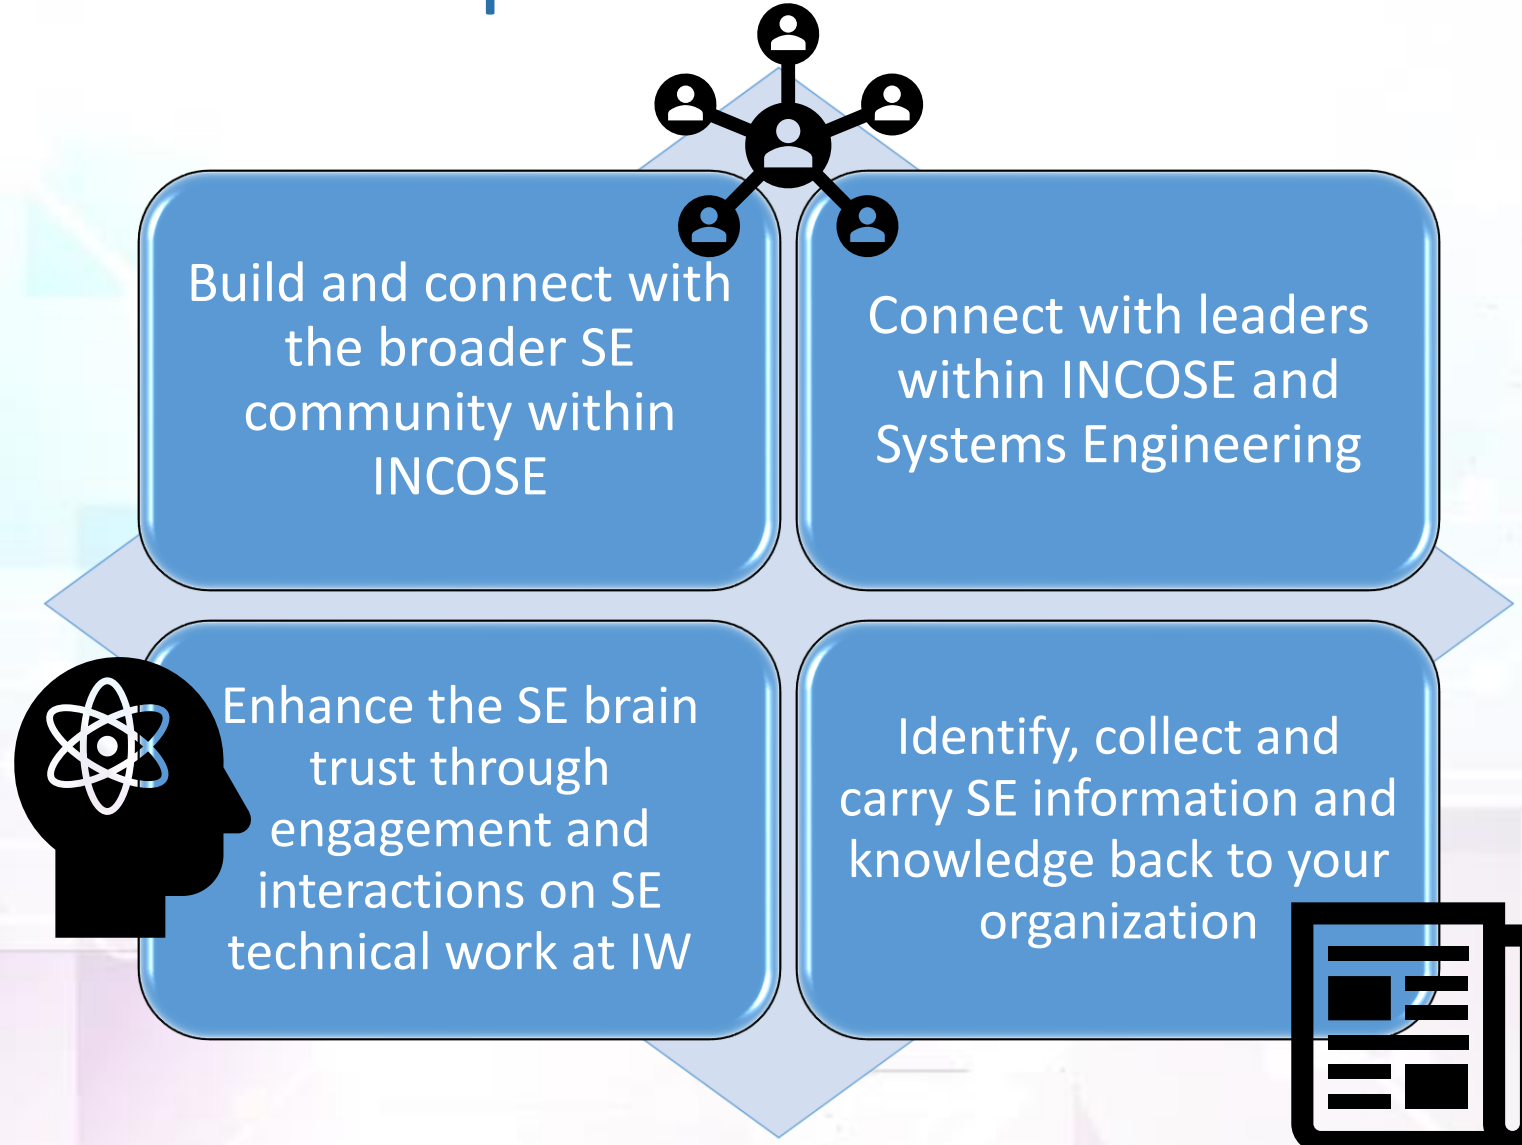 Build and connect with
the broader SE
community within
INCOSE
Connect with leaders
within INCOSE and
Systems Engineering
Enhance the SE brain
trust through
engagement and
interactions on SE
technical work at IW
Identify, collect and
carry SE information and
knowledge back to your
organization